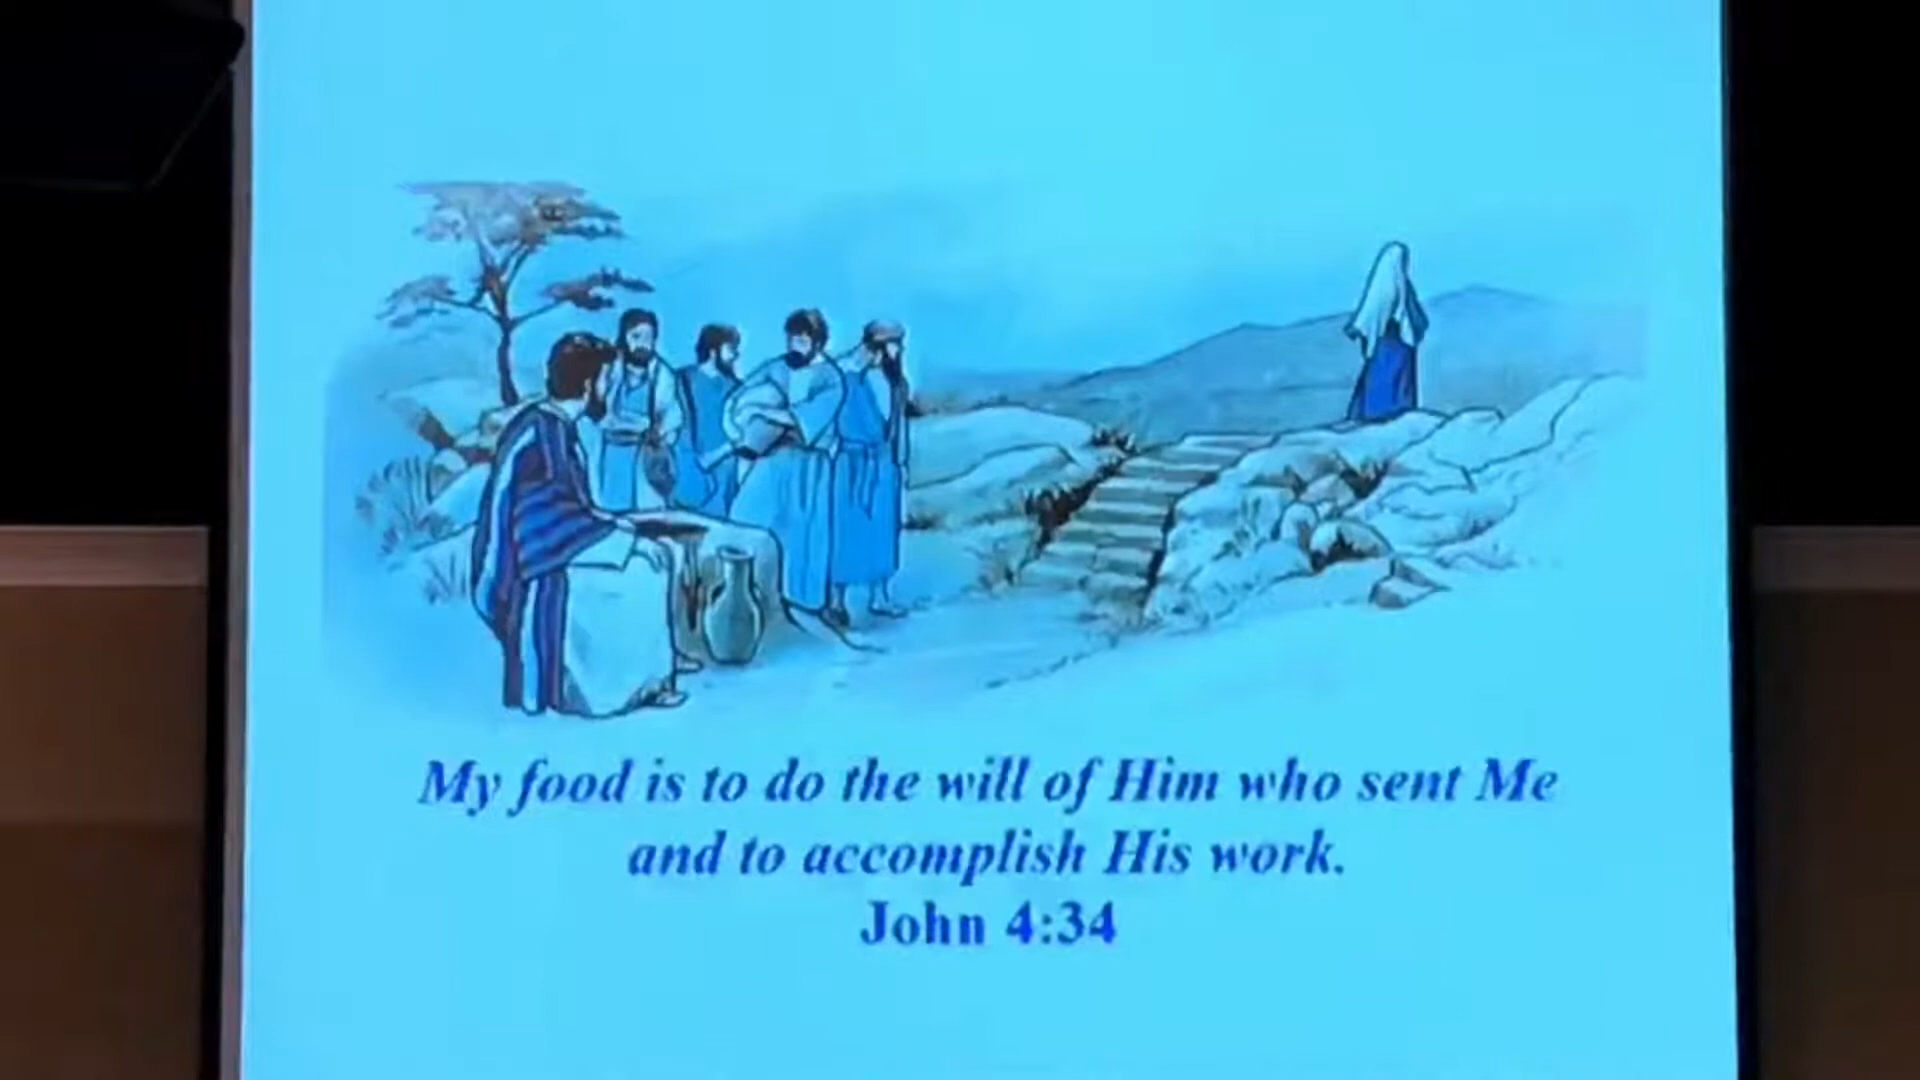 My food is to do the will of Him who sent Me
and to accomplish His work.
John 4:34